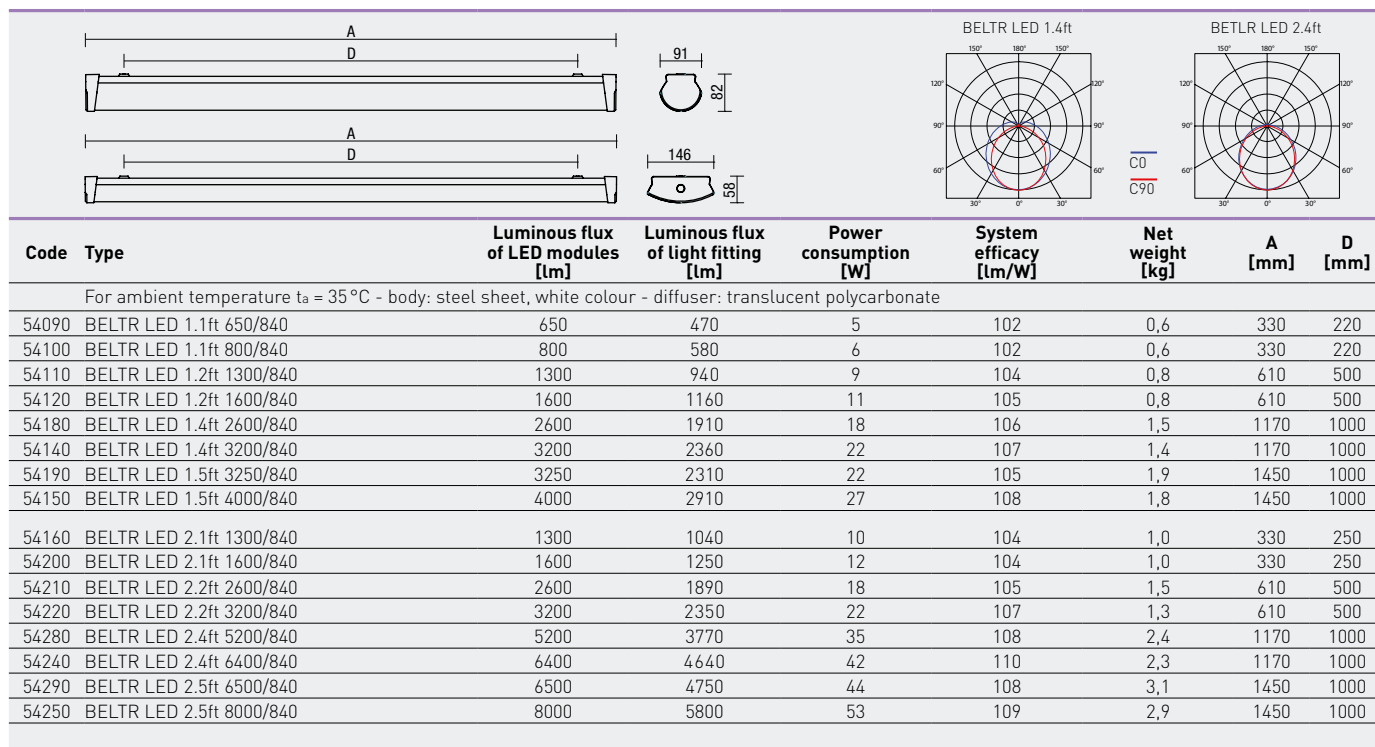 A
D
91
82
A
D
146
58
BELTR LED 1.4ft
150° 180° 150°
120° 120°
90° 90°
60° 60°
30° 0° 30°
C0
C90
BETLR LED 2.4ft
150° 180° 150°
120° 120°
90° 90°
60° 60°
30° 0° 30°
Code Type Luminous flux of LED modules [lm] Luminous flux of light fitting [lm] Power consumption [W] System efficacy [lm/W] Net weight [kg] A [mm] D [mm]
For ambient temperature ta = 35 °C - body: steel sheet, white colour - diffuser: translucent polycarbonate
54090 BELTR LED 1.1ft 650/840 650 470 5 102 0,6 330 220
54100 BELTR LED 1.1ft 800/840 800 580 6 102 0,6 330 220
54110 BELTR LED 1.2ft 1300/840 1300 940 9 104 0,8 610 500
54120 BELTR LED 1.2ft 1600/840 1600 1160 11 105 0,8 610 500
54180 BELTR LED 1.4ft 2600/840 2600 1910 18 106 1,5 1170 1000
54140 BELTR LED 1.4ft 3200/840 3200 2360 22 107 1,4 1170 1000
54190 BELTR LED 1.5ft 3250/840 3250 2310 22 105 1,9 1450 1000
54150 BELTR LED 1.5ft 4000/840 4000 2910 27 108 1,8 1450 1000
54160 BELTR LED 2.1ft 1300/840 1300 1040 10 104 1,0 330 250
54200 BELTR LED 2.1ft 1600/840 1600 1250 12 104 1,0 330 250
54210 BELTR LED 2.2ft 2600/840 2600 1890 18 105 1,5 610 500
54220 BELTR LED 2.2ft 3200/840 3200 2350 22 107 1,3 610 500
54280 BELTR LED 2.4ft 5200/840 5200 3770 35 108 2,4 1170 1000
54240 BELTR LED 2.4ft 6400/840 6400 4640 42 110 2,3 1170 1000
54290 BELTR LED 2.5ft 6500/840 6500 4750 44 108 3,1 1450 1000
54250 BELTR LED 2.5ft 8000/840 8000 5800 53 109 2,9 1450 1000